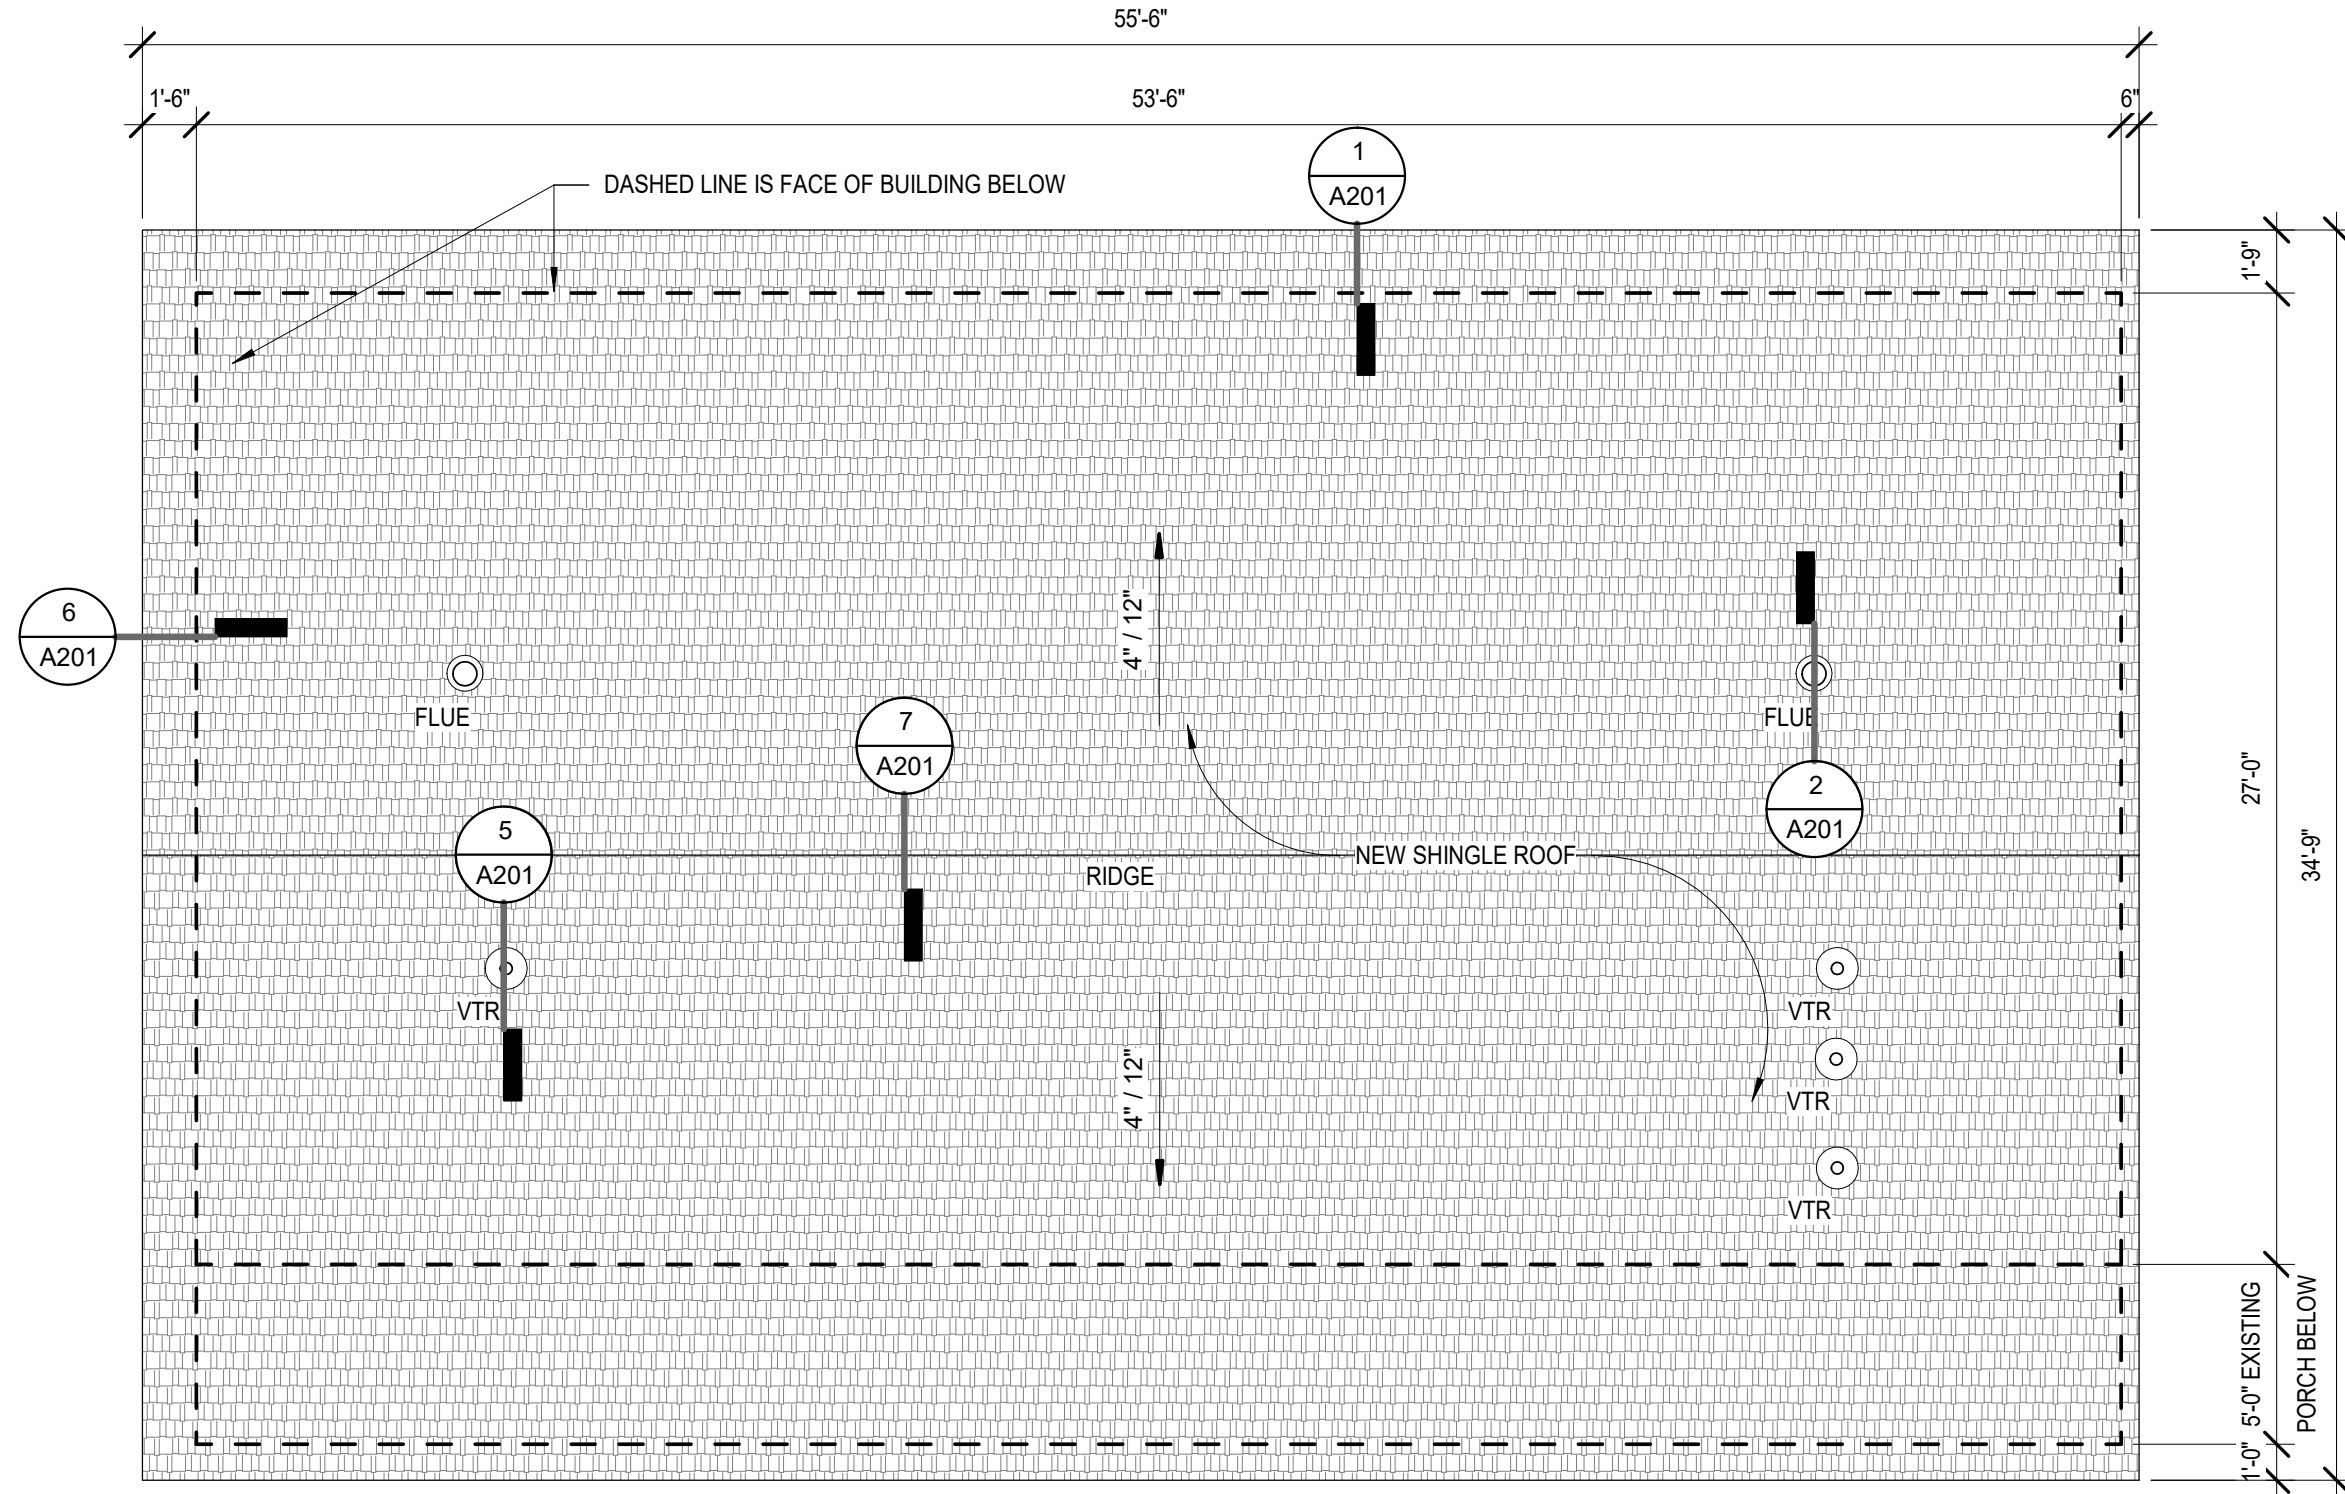 55'-6"
1'-6"
53'-6"
6"
DASHED LINE IS FACE OF BUILDING BELOW
1
A201
1'-9"
6
A201
4" / 12"
FLUE
FLUE
7
A201
2
A201
27'-0"
34'-9"
5
A201
NEW SHINGLE ROOF
RIDGE
VTR
VTR
4" / 12"
VTR
VTR
5'-0" EXISTING
PORCH BELOW
1'-0"